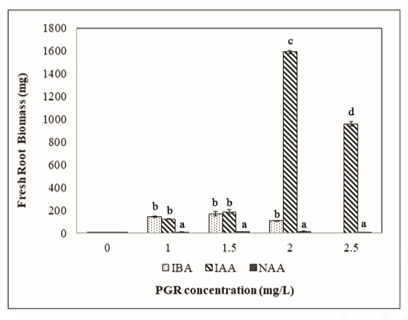 1800
1600
1400
1200
1000
800
600
400
200
0
Fresh Root Biomass (mg)
b b a
b b a
b c a
d a
0 1 1.5 2 2.5
IBA IAA NAA
PGR concentration (mg/L)